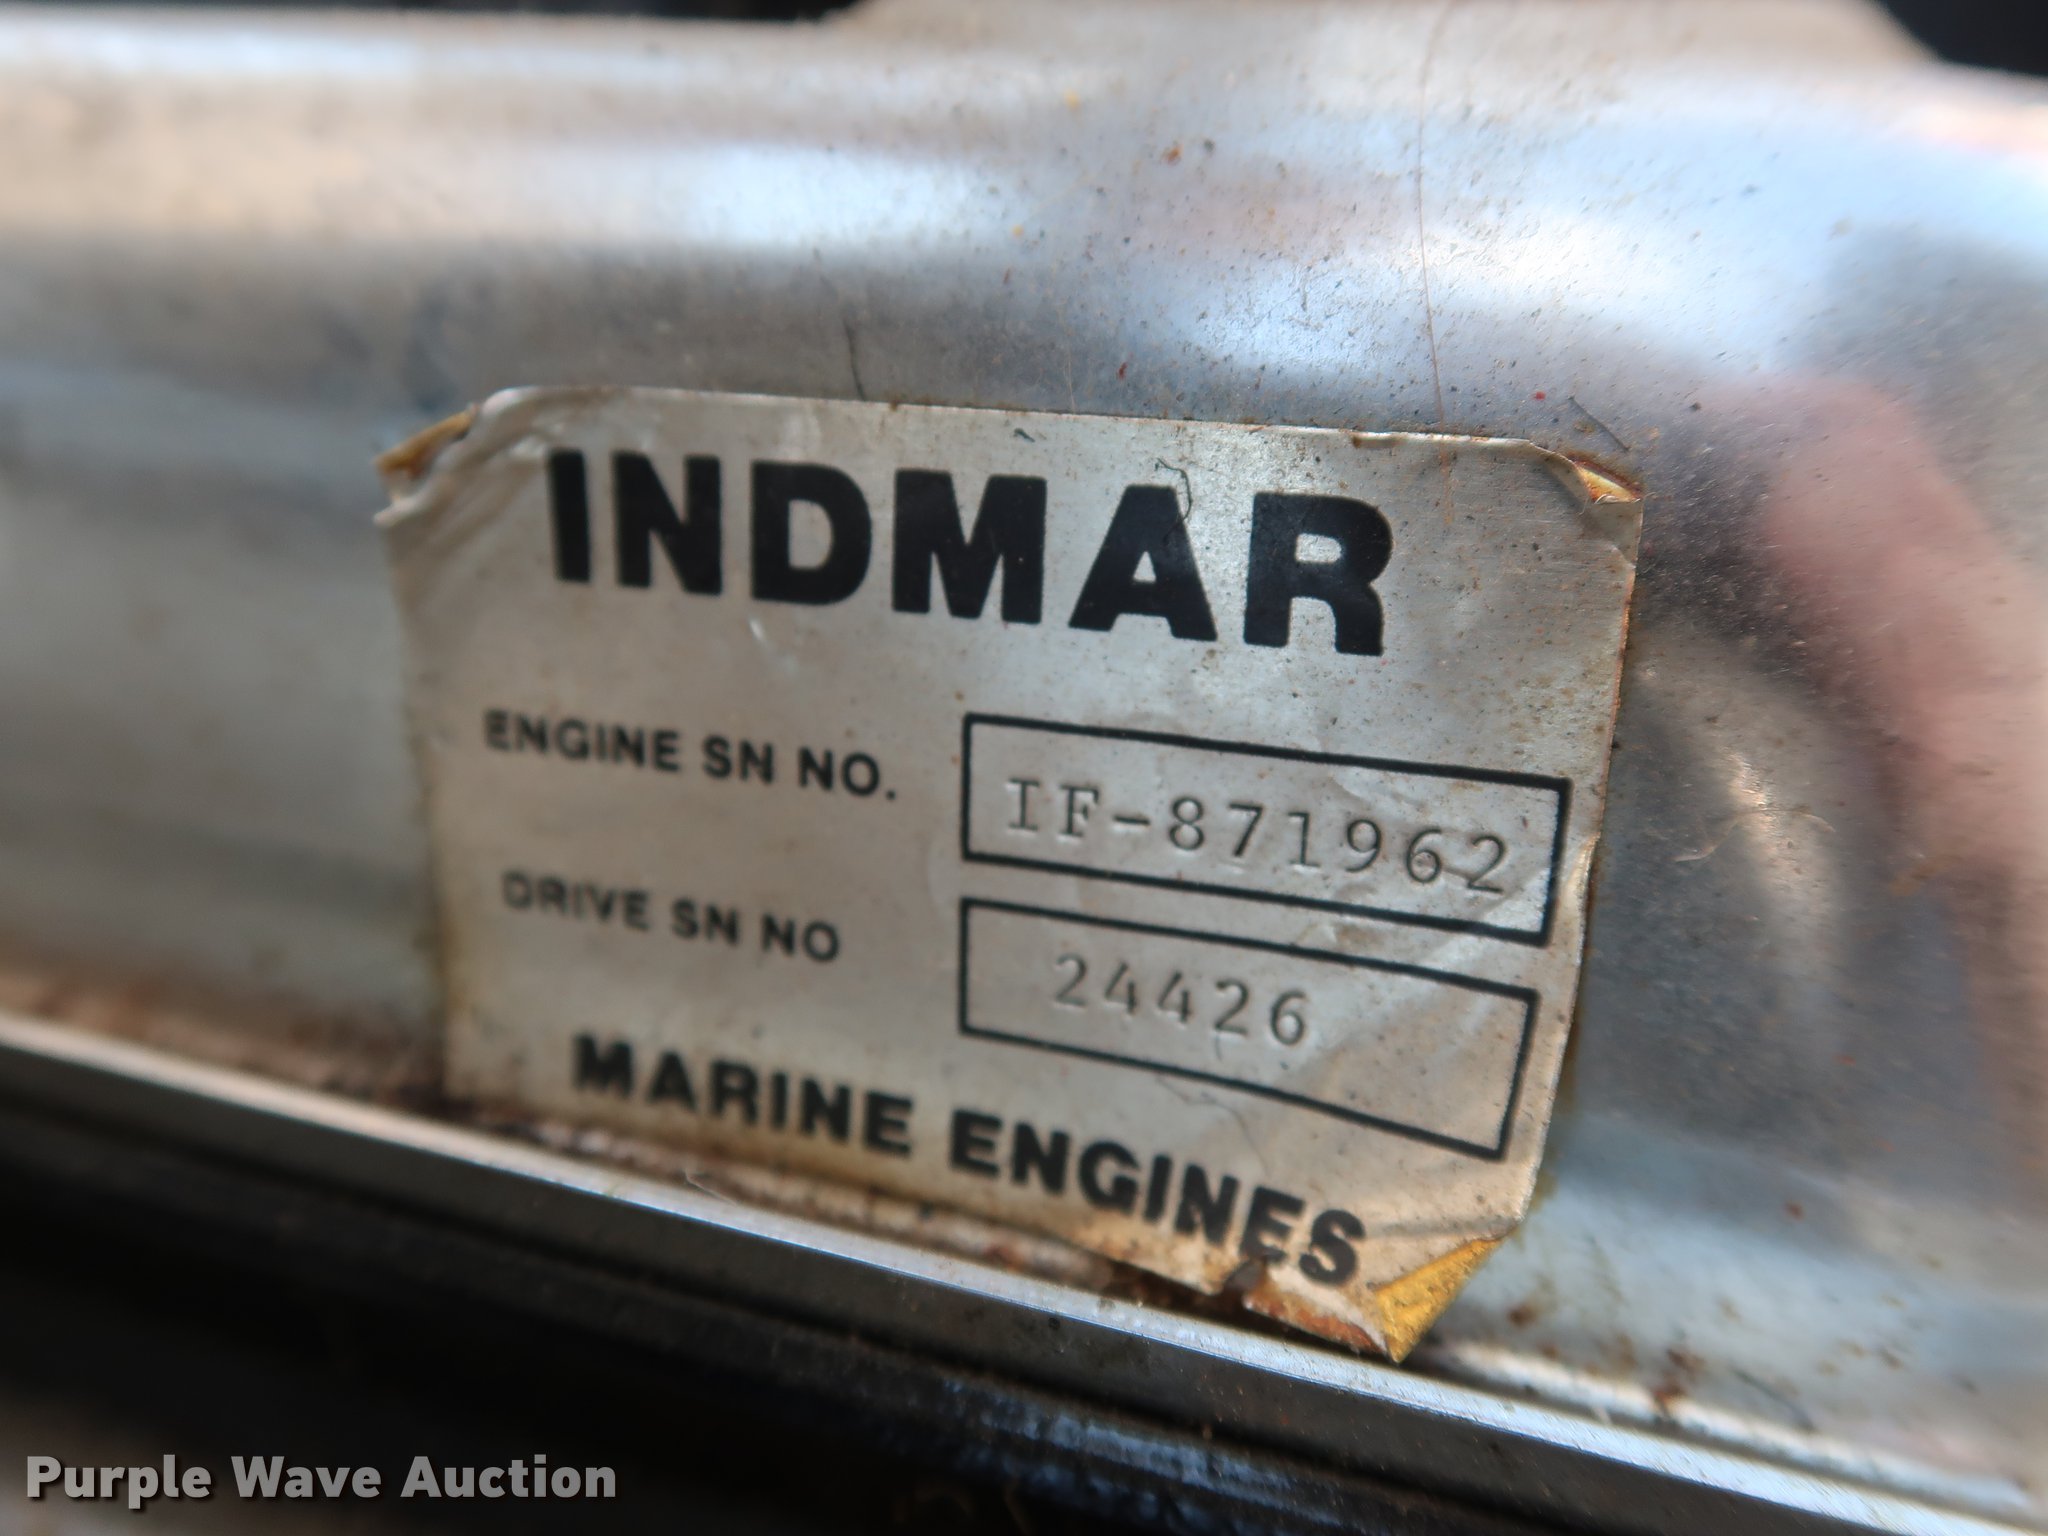 INDMAR
ENGINE SN NO. IF-871962
DRIVE SN NO 24426
MARINE ENGINES
Purple Wave Auction